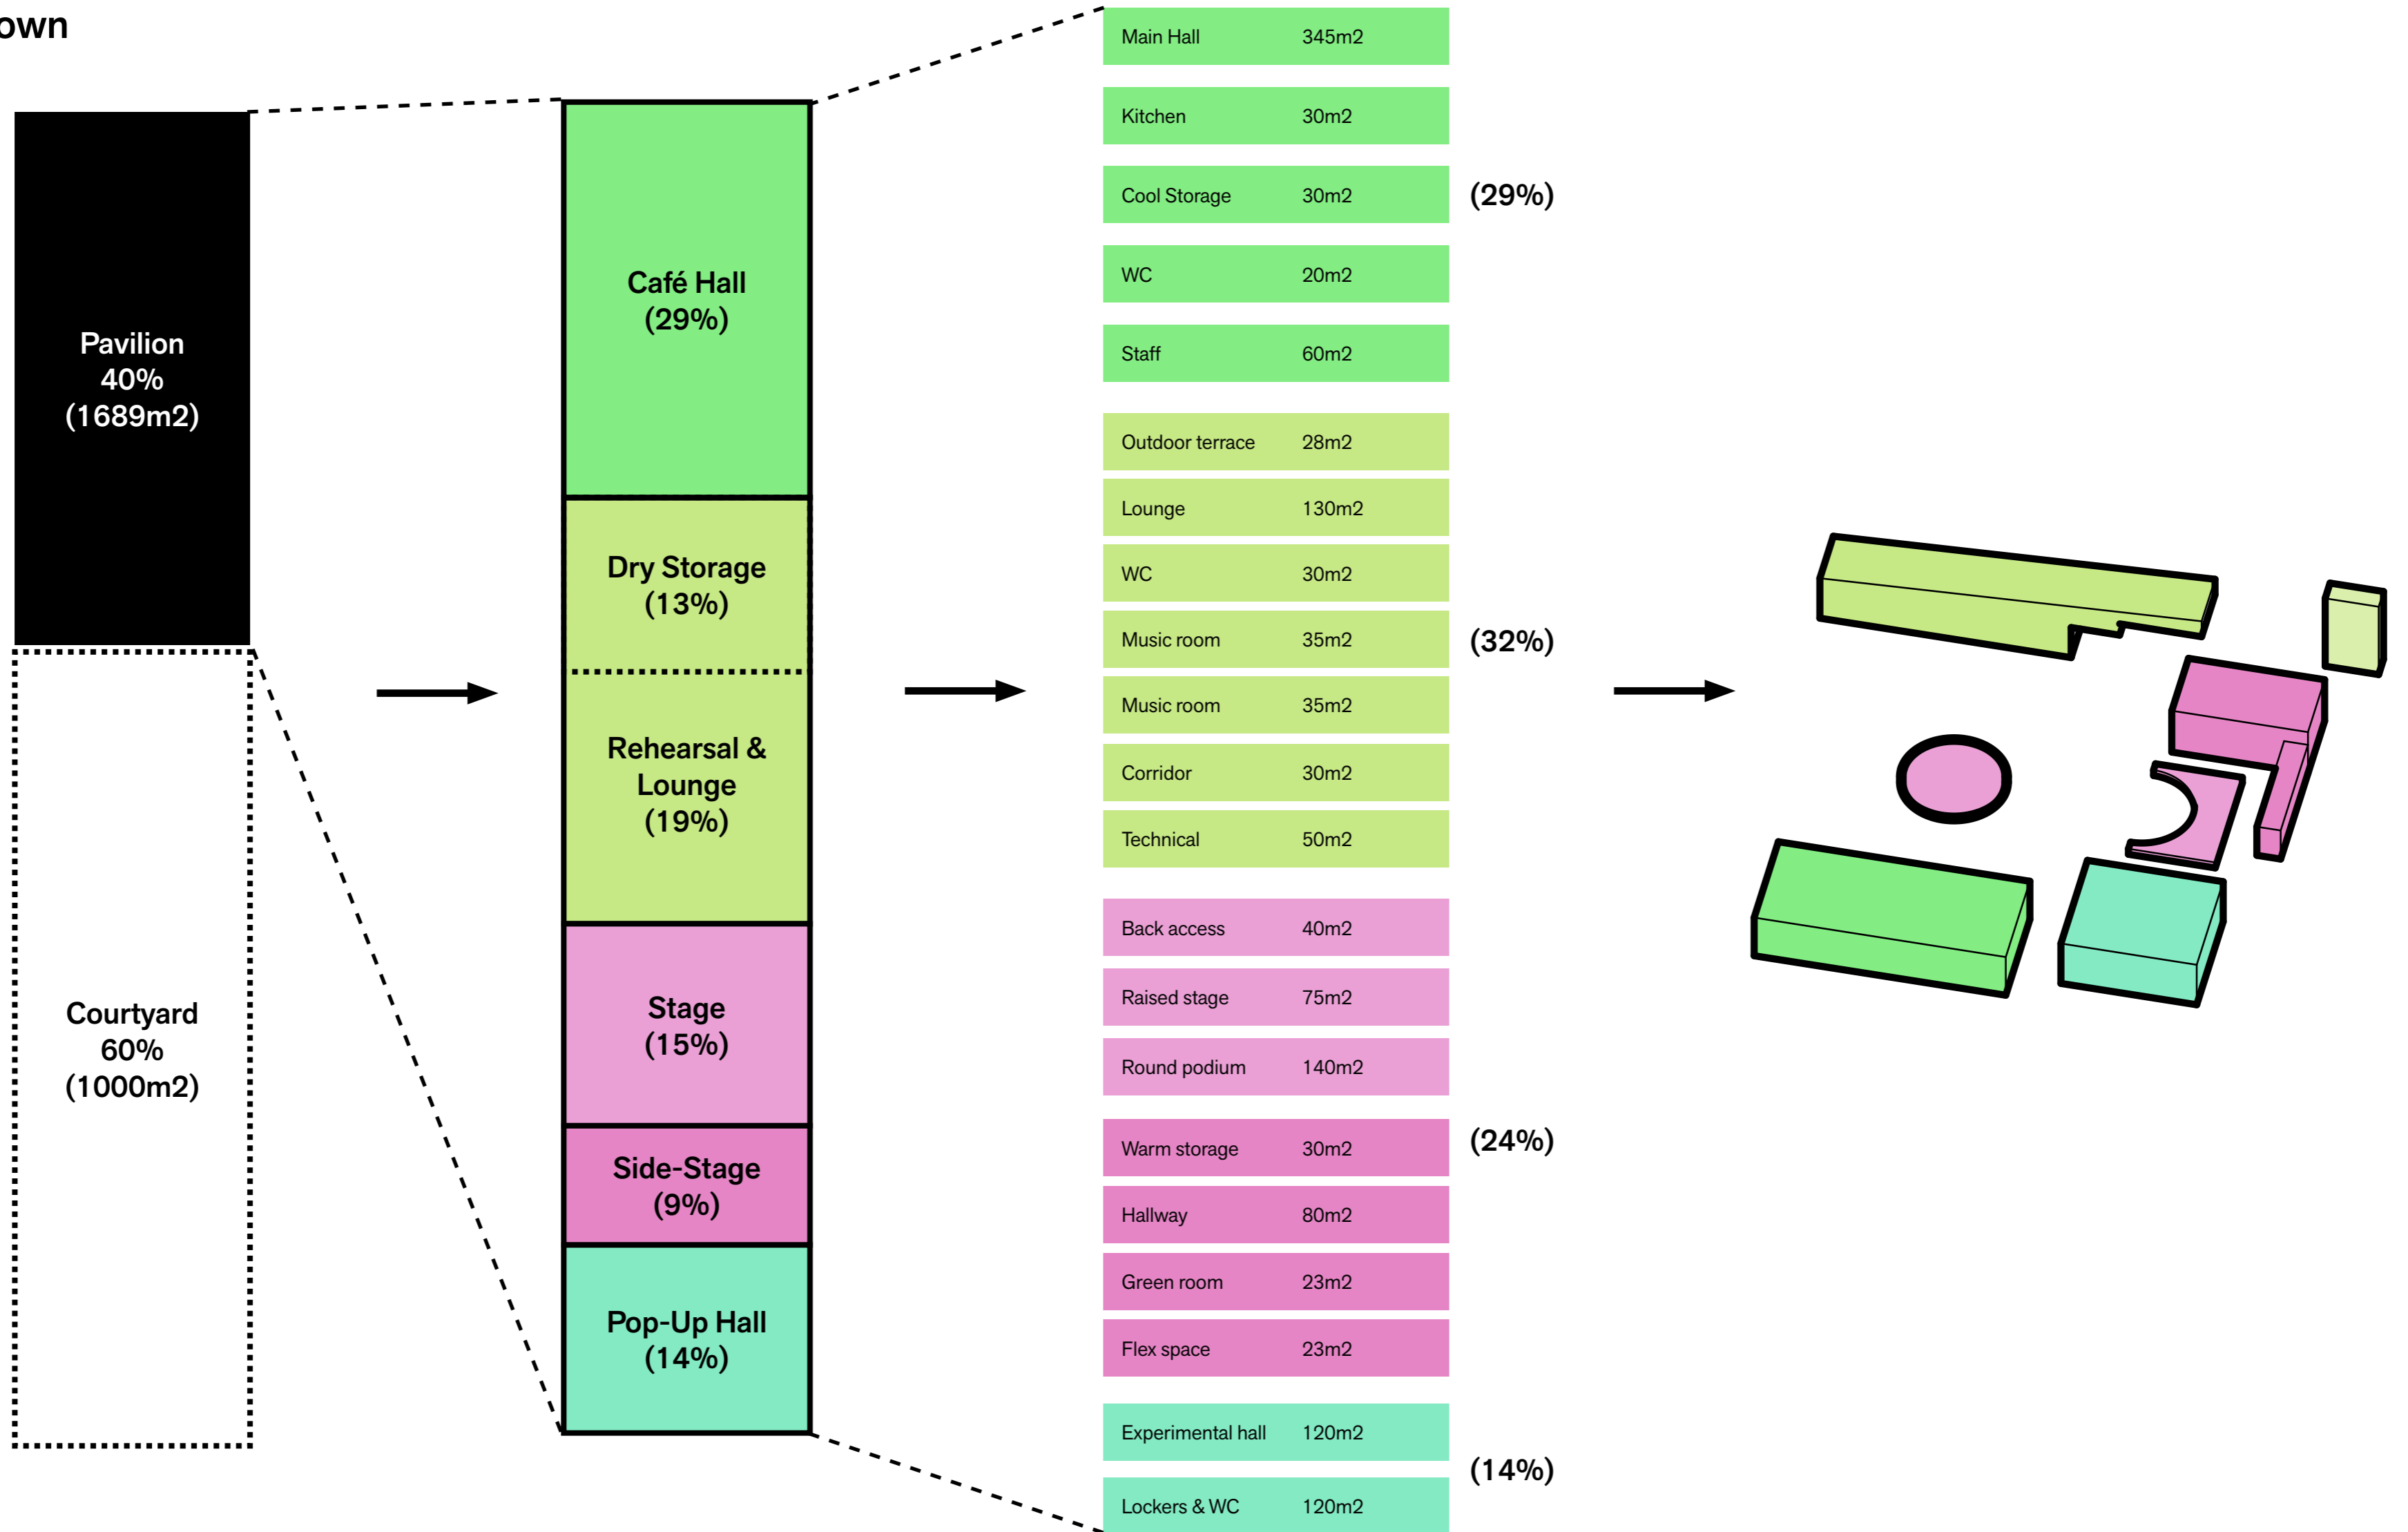 own
Pavilion
40%
(1689m2)
Courtyard
60%
(1000m2)
Café Hall
(29%)
Dry Storage
(13%)
Rehearsal &
Lounge
(19%)
Stage
(15%)
Side-Stage
(9%)
Pop-Up Hall
(14%)
Main Hall 345m2
Kitchen 30m2
Cool Storage 30m2
(29%)
WC 20m2
Staff 60m2
Outdoor terrace 28m2
Lounge 130m2
WC 30m2
Music room 35m2
(32%)
Music room 35m2
Corridor 30m2
Technical 50m2
Back access 40m2
Raised stage 75m2
Round podium 140m2
Warm storage 30m2
(24%)
Hallway 80m2
Green room 23m2
Flex space 23m2
Experimental hall 120m2
(14%)
Lockers & WC 120m2